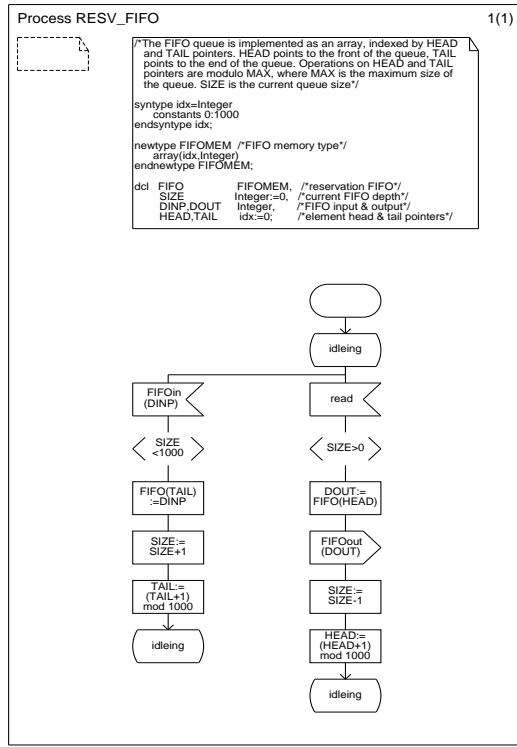 Process RESV_FIFO 1(1)
/*The FIFO queue is implemented as an array, indexed by HEAD
and TAIL pointers. HEAD points to the front of the queue, TAIL
points to the end of the queue. Operations on HEAD and TAIL
pointers are modulo MAX, where MAX is the maximum size of
the queue. SIZE is the current queue size*/
syntype idx=Integer
constants 0:1000
endsyntype idx;
newtype FIFOMEM /*FIFO memory type*/
array(idx,Integer)
endnewtype FIFOMEM;
dcl FIFO FIFOMEM, /*reservation FIFO*/
SIZE Integer:=0, /*current FIFO depth*/
DINP,DOUT Integer, /*FIFO input & output*/
HEAD,TAIL idx:=0; /*element head & tail pointers*/
idleing
FIFOin
(DINP)
SIZE
<1000
FIFO(TAIL)
:=DINP
SIZE:=
SIZE+1
TAIL:=
(TAIL+1)
mod 1000
idleing
read
SIZE>0
DOUT:=
FIFO(HEAD)
FIFOout
(DOUT)
SIZE:=
SIZE-1
HEAD:=
(HEAD+1)
mod 1000
idleing